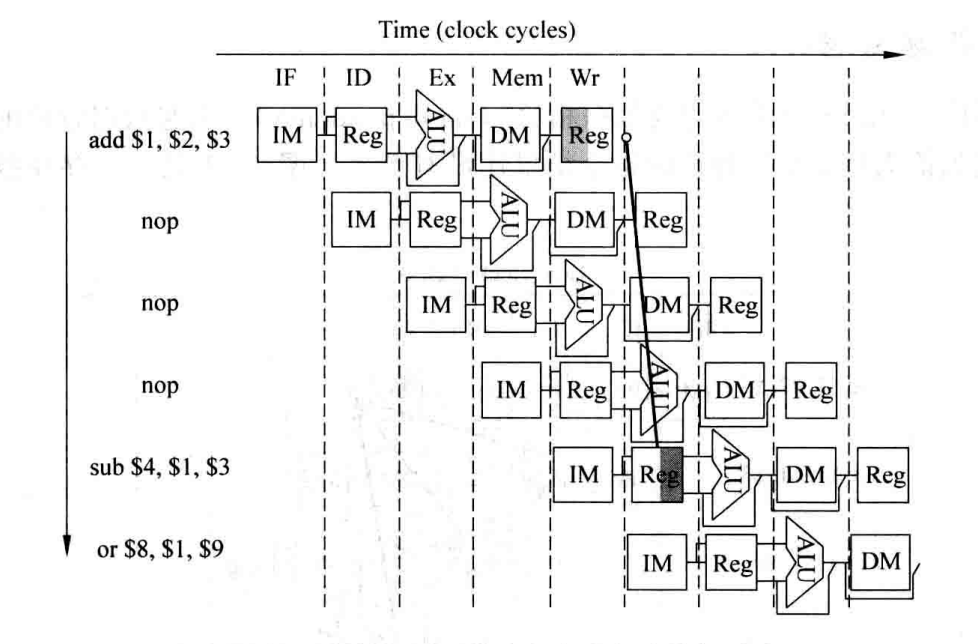 Time (clock cycles)
IF ID Ex Mem Wr
add $1, $2, $3 IM Reg ALU DM Reg
nop IM Reg ALU DM Reg
nop IM Reg ALU DM Reg
nop IM Reg ALU DM Reg
sub $4, $1, $3 IM Reg ALU DM Reg
or $8, $1, $9 IM Reg ALU DM